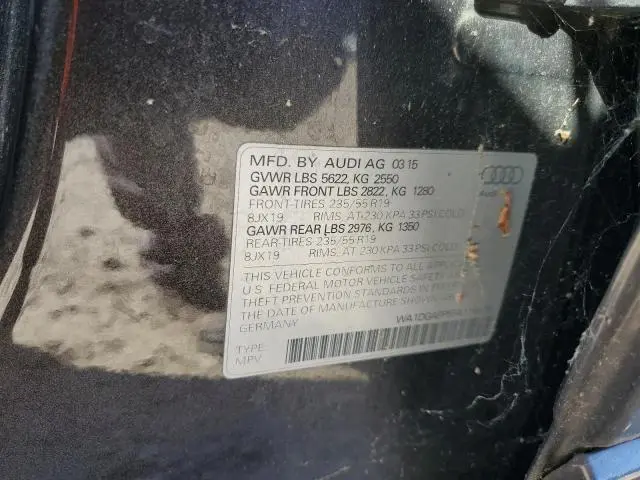 MFD. BY AUDI AG 03 15
GVWR LBS 5622, KG 2550
GAWR FRONT LBS 2822, KG 1280
FRONT-TIRES 235/55 R19
8JX19 RIMS, AT 230 KPA 33 PSI COLD
GAWR REAR LBS 2976, KG 1350
REAR-TIRES 235/55 R19
8JX19 RIMS, AT 230 KPA 33 PSI COLD
THIS VEHICLE CONFORMS TO ALL
U S FEDERAL MOTOR VEHICLE SAFETY
THEFT PREVENTION STANDARDS IN
THE DATE OF MANUFACTURE SHOWN
GERMANY
TYPE:
MPV
Audi